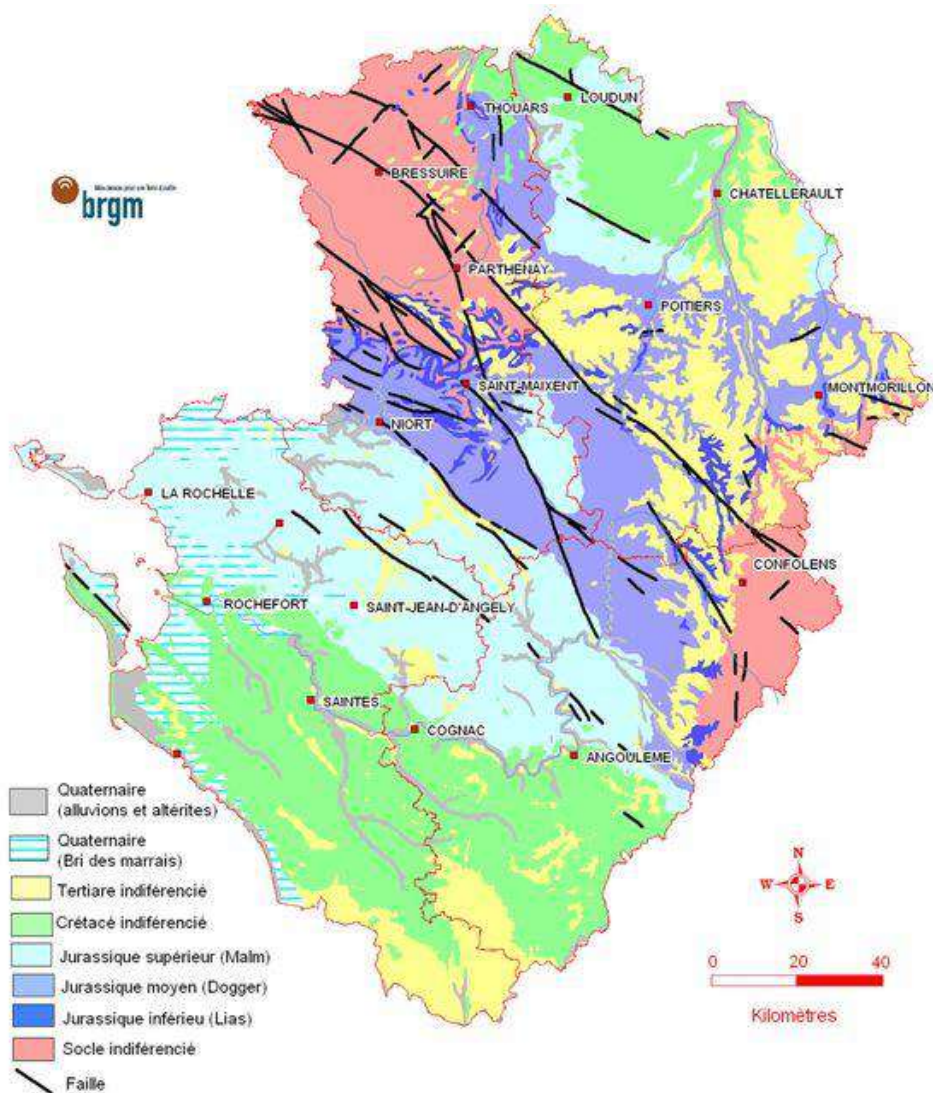 THOUARS
LOUDUN
BRESSUIRE
brgm
CHATELLERAULT
PARTHENAY
POITIERS
SAINT-MAIXENT
MONTMORILLON
NIORT
LA ROCHELLE
CONFOLENS
ROCHEFORT
SAINT-JEAN-D'ANGELY
SAINTES
COGNAC
ANGOULEME
Quaternaire
(alluvions et altérites)
Quaternaire
(Bri des marrais)
Tertiare indiférencié
Crétacé indiférencié
Jurassique supérieur (Malm)
Jurassique moyen (Dogger)
Jurassique inférieu (Lias)
Socle indiférencié
Faille
N
W E
S
0 20 40
Kilomètres